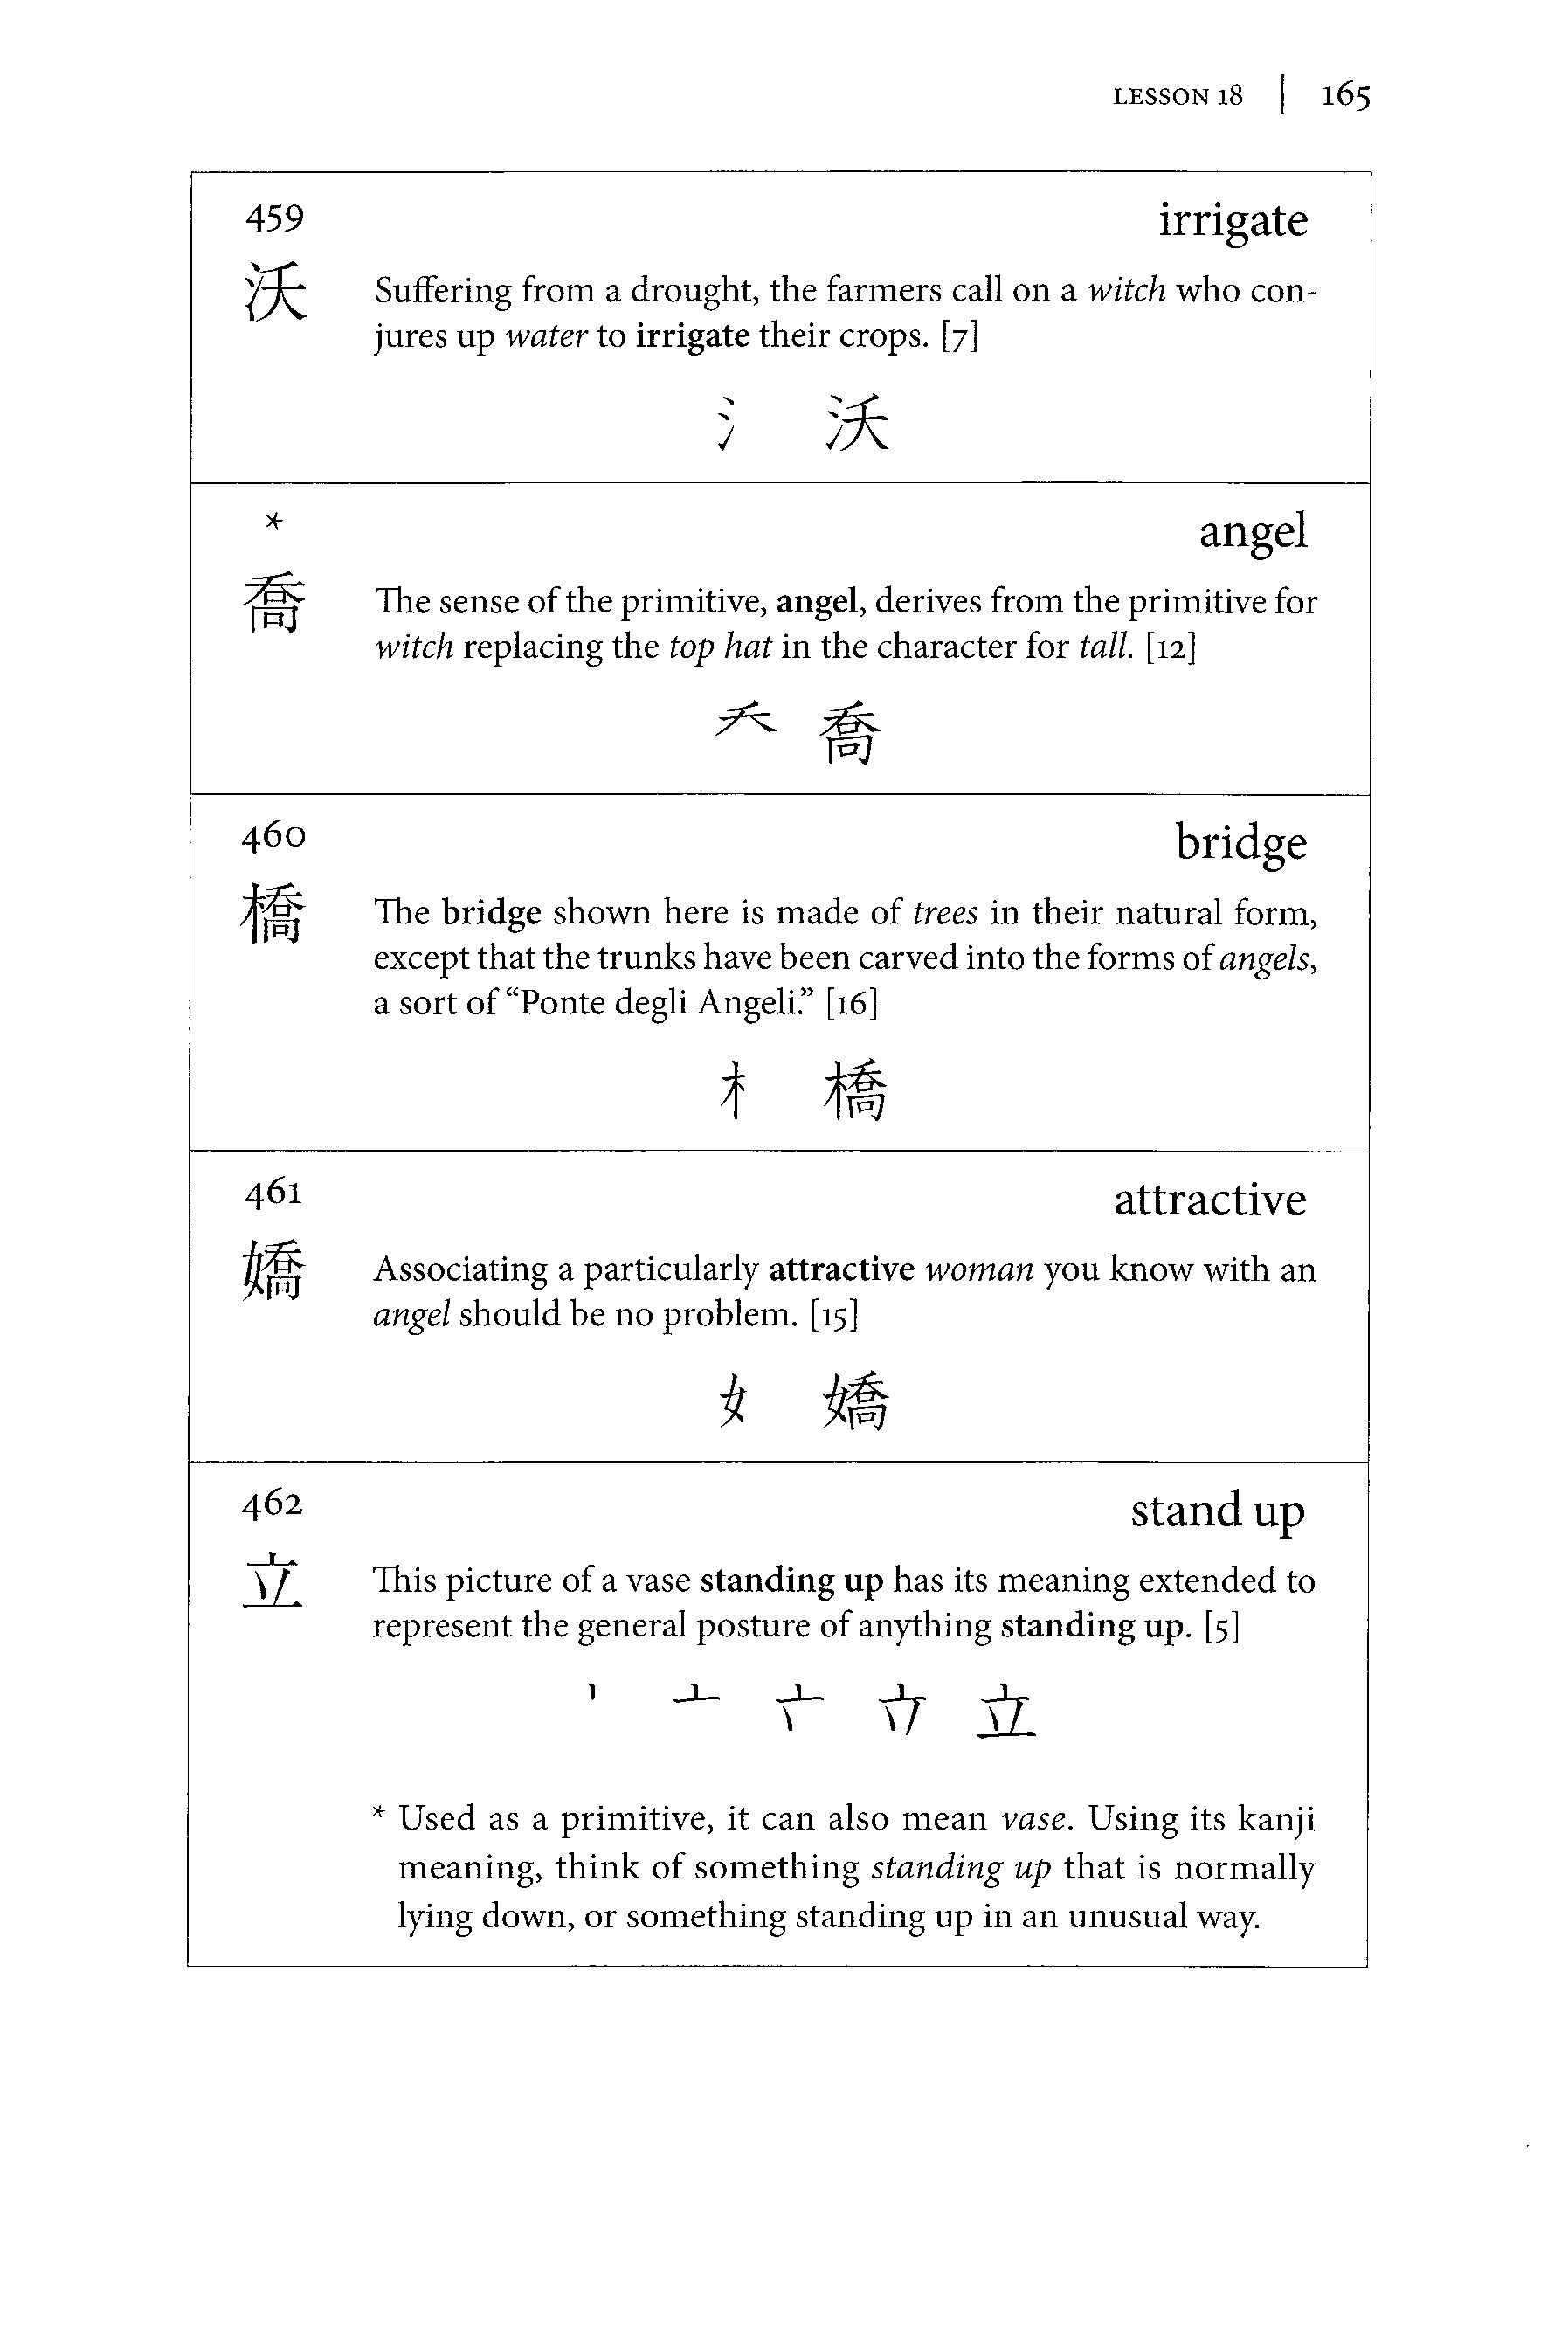 LESSON 18 | 165
459 irrigate
沃 Suffering from a drought, the farmers call on a witch who con-
jures up water to irrigate their crops. [7]
氵 沃
* angel
喬 The sense of the primitive, angel, derives from the primitive for
witch replacing the top hat in the character for tall. [12]
喬
460 bridge
橋 The bridge shown here is made of trees in their natural form,
except that the trunks have been carved into the forms of angels,
a sort of “Ponte degli Angeli.” [16]
木 橋
461 attractive
嬌 Associating a particularly attractive woman you know with an
angel should be no problem. [15]
女 嬌
462 stand up
立 This picture of a vase standing up has its meaning extended to
represent the general posture of anything standing up. [5]
丶 亠 立
* Used as a primitive, it can also mean vase. Using its kanji
meaning, think of something standing up that is normally
lying down, or something standing up in an unusual way.